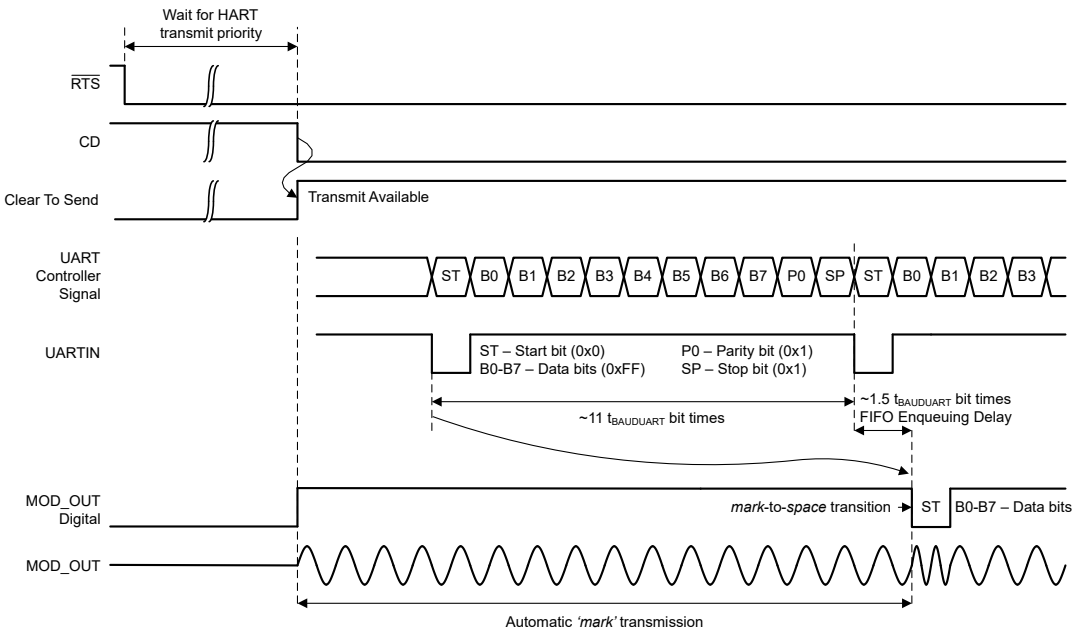 Wait for HART
transmit priority
RTS
CD
Clear To Send
Transmit Available
UART
Controller
Signal
ST B0 B1 B2 B3 B4 B5 B6 B7 P0 SP ST B0 B1 B2 B3
UARTIN
ST – Start bit (0x0) P0 – Parity bit (0x1)
B0-B7 – Data bits (0xFF) SP – Stop bit (0x1)
~11 tBAUDUART bit times
~1.5 tBAUDUART bit times
FIFO Enqueuing Delay
MOD_OUT
Digital
mark-to-space transition
ST B0-B7 – Data bits
MOD_OUT
Automatic 'mark' transmission